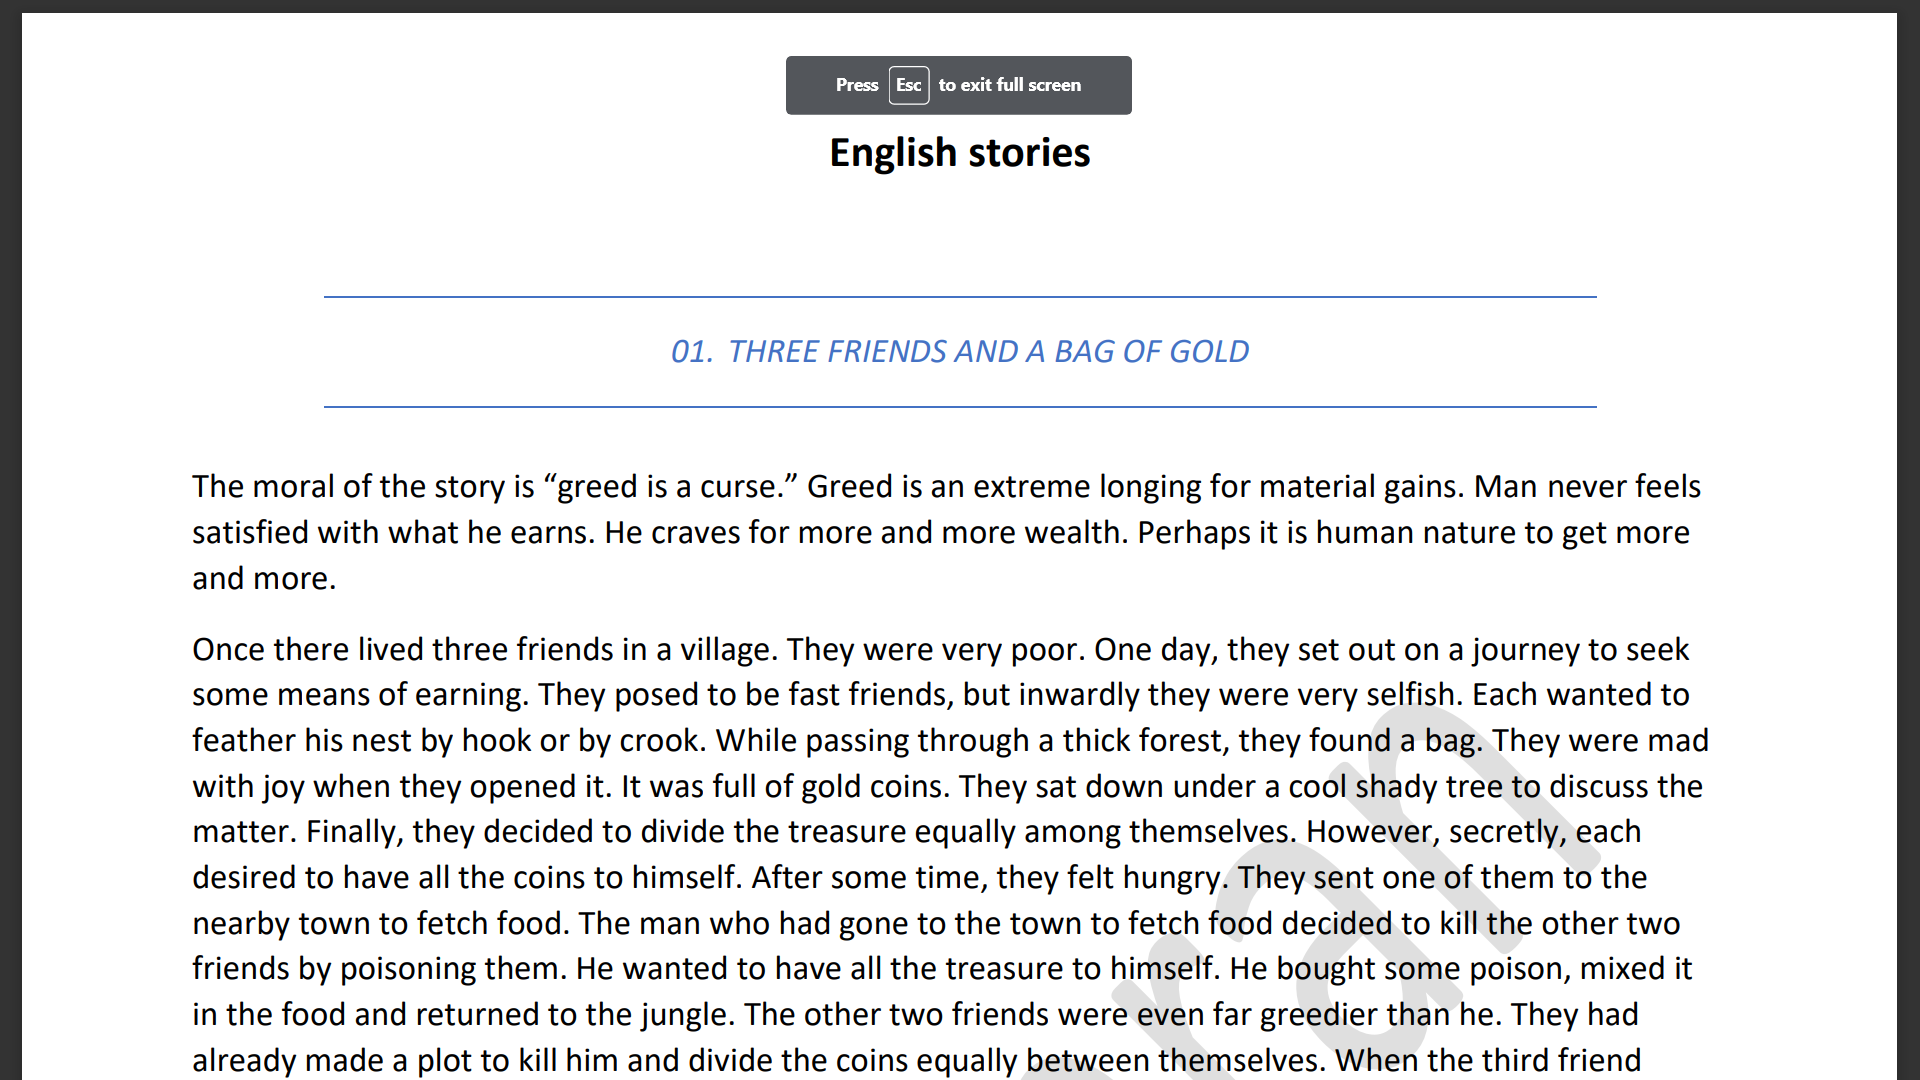 Press Esc to exit full screen
English stories
01. THREE FRIENDS AND A BAG OF GOLD
The moral of the story is “greed is a curse.” Greed is an extreme longing for material gains. Man never feels
satisfied with what he earns. He craves for more and more wealth. Perhaps it is human nature to get more
and more.
Once there lived three friends in a village. They were very poor. One day, they set out on a journey to seek
some means of earning. They posed to be fast friends, but inwardly they were very selfish. Each wanted to
feather his nest by hook or by crook. While passing through a thick forest, they found a bag. They were mad
with joy when they opened it. It was full of gold coins. They sat down under a cool shady tree to discuss the
matter. Finally, they decided to divide the treasure equally among themselves. However, secretly, each
desired to have all the coins to himself. After some time, they felt hungry. They sent one of them to the
nearby town to fetch food. The man who had gone to the town to fetch food decided to kill the other two
friends by poisoning them. He wanted to have all the treasure to himself. He bought some poison, mixed it
in the food and returned to the jungle. The other two friends were even far greedier than he. They had
already made a plot to kill him and divide the coins equally between themselves. When the third friend